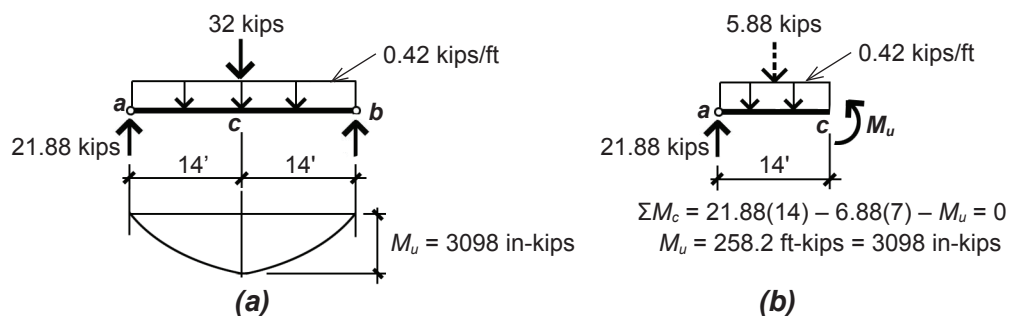 32 kips
0.42 kips/ft
a
b
c
21.88 kips
14’
14'
Mu = 3098 in-kips
(a)
5.88 kips
0.42 kips/ft
a
c
Mu
21.88 kips
14'
ΣMc = 21.88(14) – 6.88(7) – Mu = 0
Mu = 258.2 ft-kips = 3098 in-kips
(b)